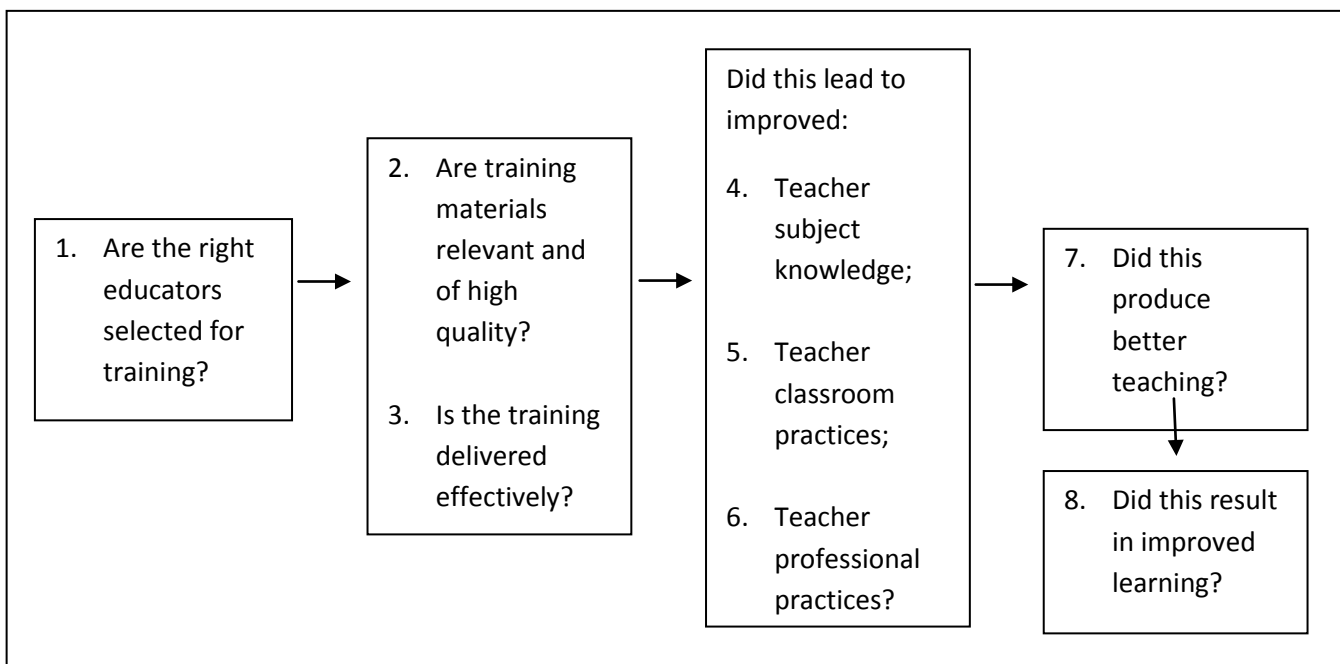 1. Are the right
educators
selected for
training?
2. Are training
materials
relevant and
of high
quality?
3. Is the training
delivered
effectively?
Did this lead to
improved:
4. Teacher
subject
knowledge;
5. Teacher
classroom
practices;
6. Teacher
professional
practices?
7. Did this
produce
better
teaching?
8. Did this result
in improved
learning?